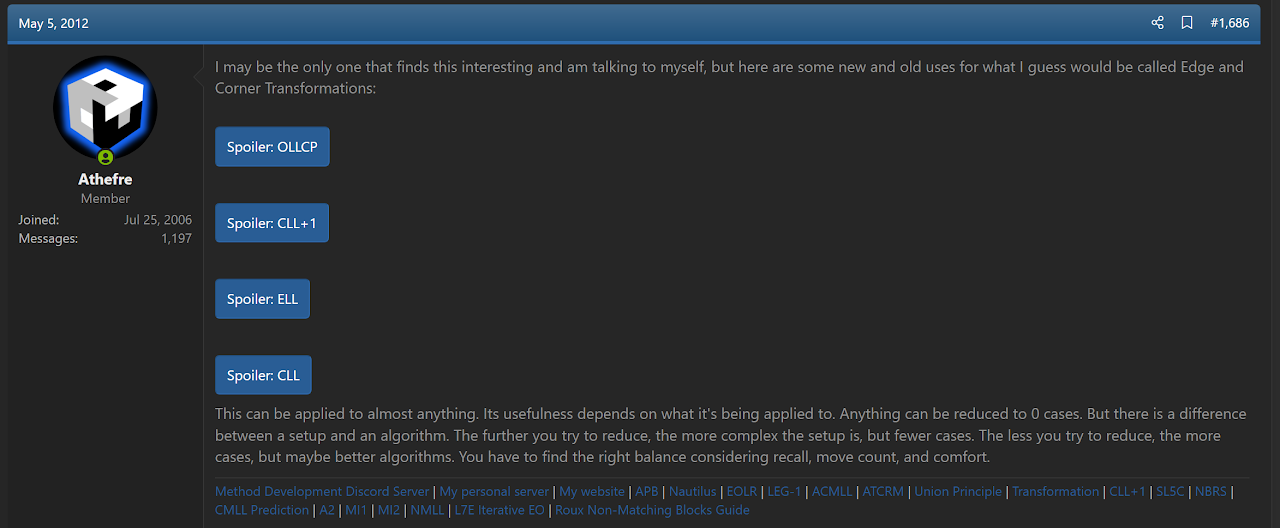 May 5, 2012
#1,686
I may be the only one that finds this interesting and am talking to myself, but here are some new and old uses for what I guess would be called Edge and
Corner Transformations:
Spoiler: OLLCP
Athefre
Member
Joined: Jul 25, 2006
Messages: 1,197
Spoiler: CLL+1
Spoiler: ELL
Spoiler: CLL
This can be applied to almost anything. Its usefulness depends on what it's being applied to. Anything can be reduced to 0 cases. But there is a difference
between a setup and an algorithm. The further you try to reduce, the more complex the setup is, but fewer cases. The less you try to reduce, the more
cases, but maybe better algorithms. You have to find the right balance considering recall, move count, and comfort.
Method Development Discord Server | My personal server | My website | APB | Nautilus | EOLR | LEG-1 | ACMLL | ATCRM | Union Principle | Transformation | CLL+1 | SL5C | NBRS |
CMLL Prediction | A2 | MI1 | MI2 | NMLL | L7E Iterative EO | Roux Non-Matching Blocks Guide